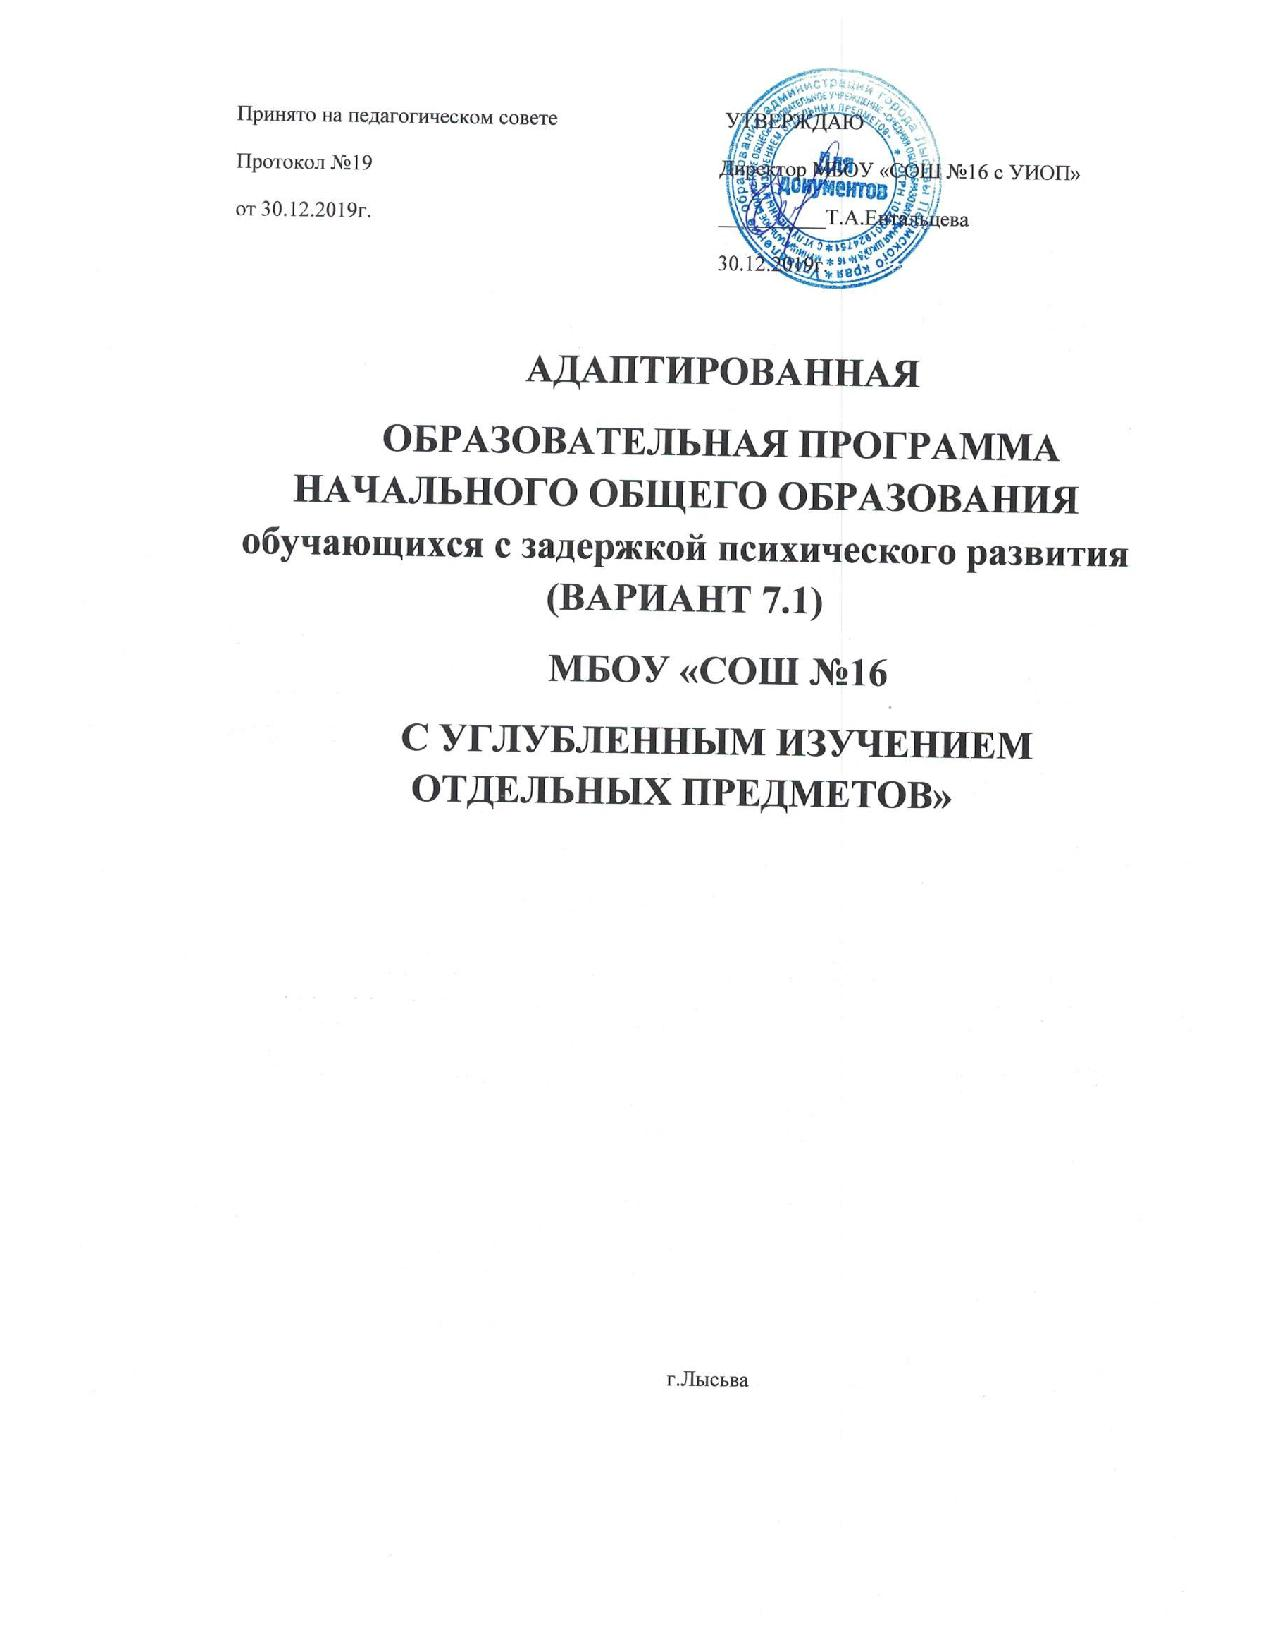 Принято на педагогическом совете
Протокол №19
от 30.12.2019г.
УТВЕРЖДАЮ
Директор МБОУ «СОШ №16 с УИОП»
Т.А.Евтальцева
30.12.2019г
Для
документов
АДАПТИРОВАННАЯ
ОБРАЗОВАТЕЛЬНАЯ ПРОГРАММА
НАЧАЛЬНОГО ОБЩЕГО ОБРАЗОВАНИЯ
обучающихся с задержкой психического развития
(ВАРИАНТ 7.1)
МБОУ «СОШ №16
С УГЛУБЛЕННЫМ ИЗУЧЕНИЕМ
ОТДЕЛЬНЫХ ПРЕДМЕТОВ»
г.Лысьва